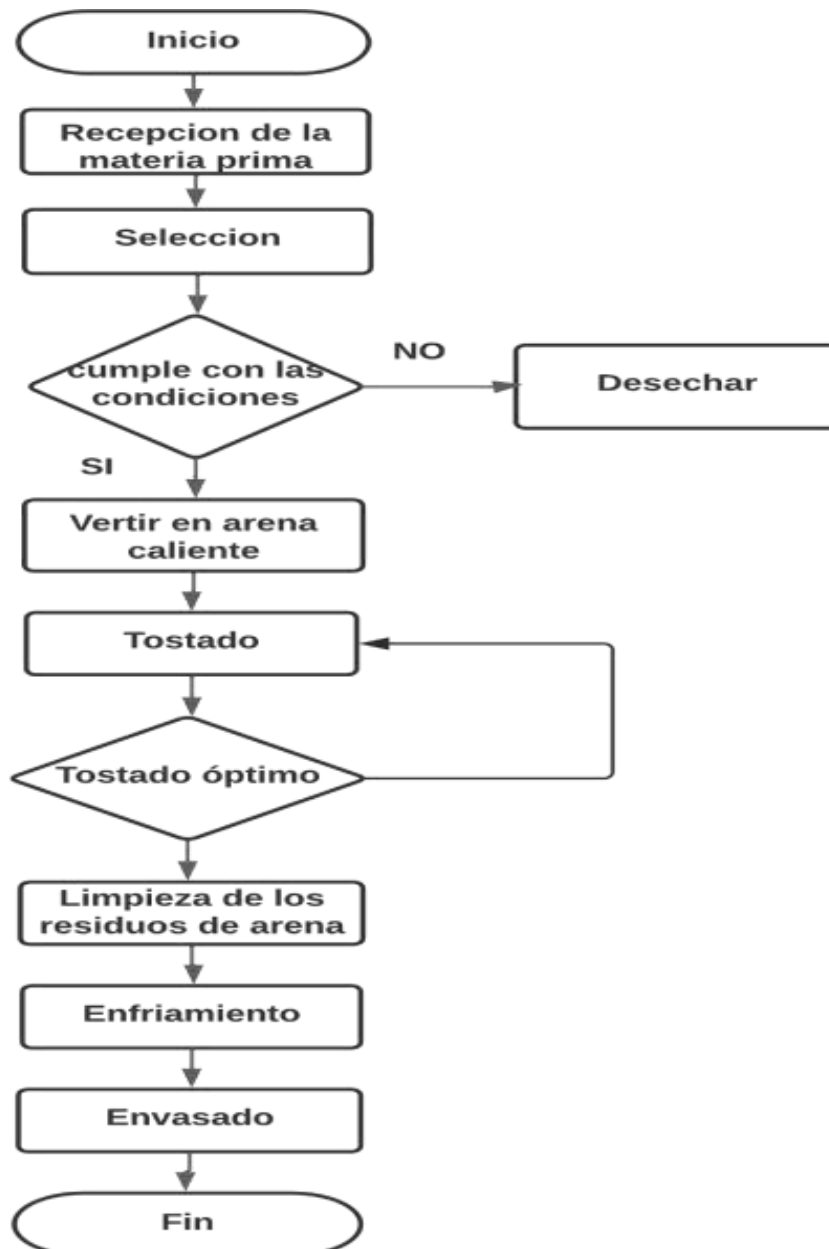 Inicio
Recepcion de la
materia prima
Seleccion
cumple con las
condiciones
NO
Desechar
SI
Vertir en arena
caliente
Tostado
Tostado óptimo
Limpieza de los
residuos de arena
Enfriamiento
Envasado
Fin